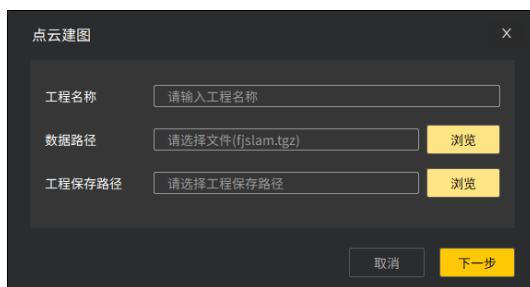 点云建图 X
工程名称 请输入工程名称
数据路径 请选择文件(fjslam.tgz) 浏览
工程保存路径 请选择工程保存路径 浏览
取消 下一步